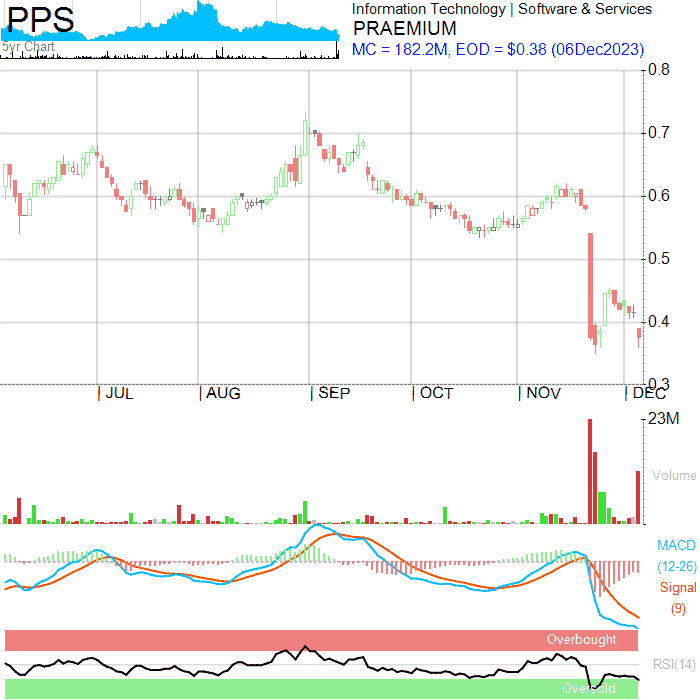 PPS
Information Technology | Software & Services
PRAEMIUM
5yr Chart
MC = 182.2M, EOD = $0.38 (06Dec2023)
0.8
0.7
0.6
0.5
0.4
0.3
| JUL | AUG | SEP | OCT | NOV | DEC
23M
Volume
MACD
(12-26)
Signal
(9)
Overbought
RSI(14)
Oversold